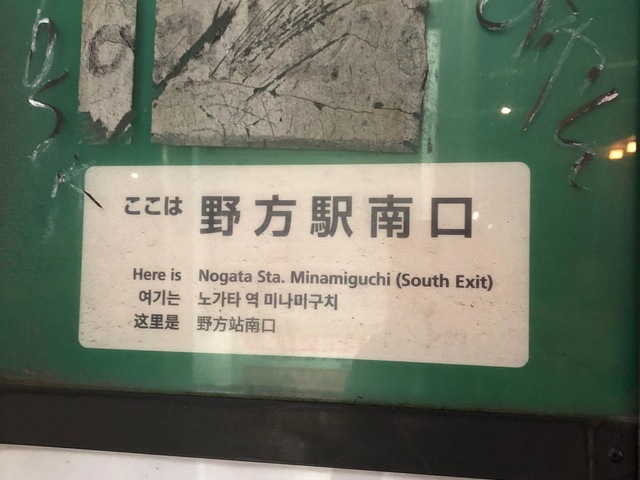 ここは 野方駅南口
Here is Nogata Sta. Minamiguchi (South Exit)
여기는 노가타 역 미나미구치
这里是 野方站南口